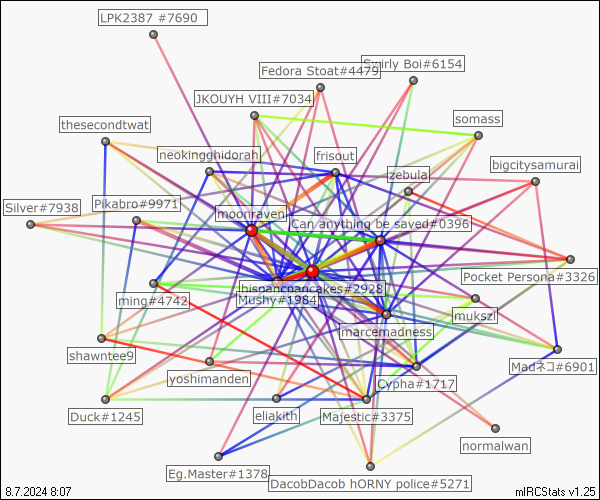 LPK2387 #7690
Swirly Boi#6154
Fedora Stoat#4479
JKOUYH VIII#7034
somass
thesecondtwat
neokingghidorah
frisout
bigcitysamurai
zebula
Silver#7938
Pikabro#9971
moonraven
Can anything be saved#0396
Pocket Persona#3326
hispancoancakes#2928
ming#4742
Mushy#1984
mukszi
marcemadness
shawntee9
Madネコ#6901
yoshimanden
Cypha#1717
Duck#1245
eliakith
Majestic#3375
normalwan
Eg.Master#1378
DacobDacob hORNY police#5271
8.7.2024 8:07
mIRCStats v1.25